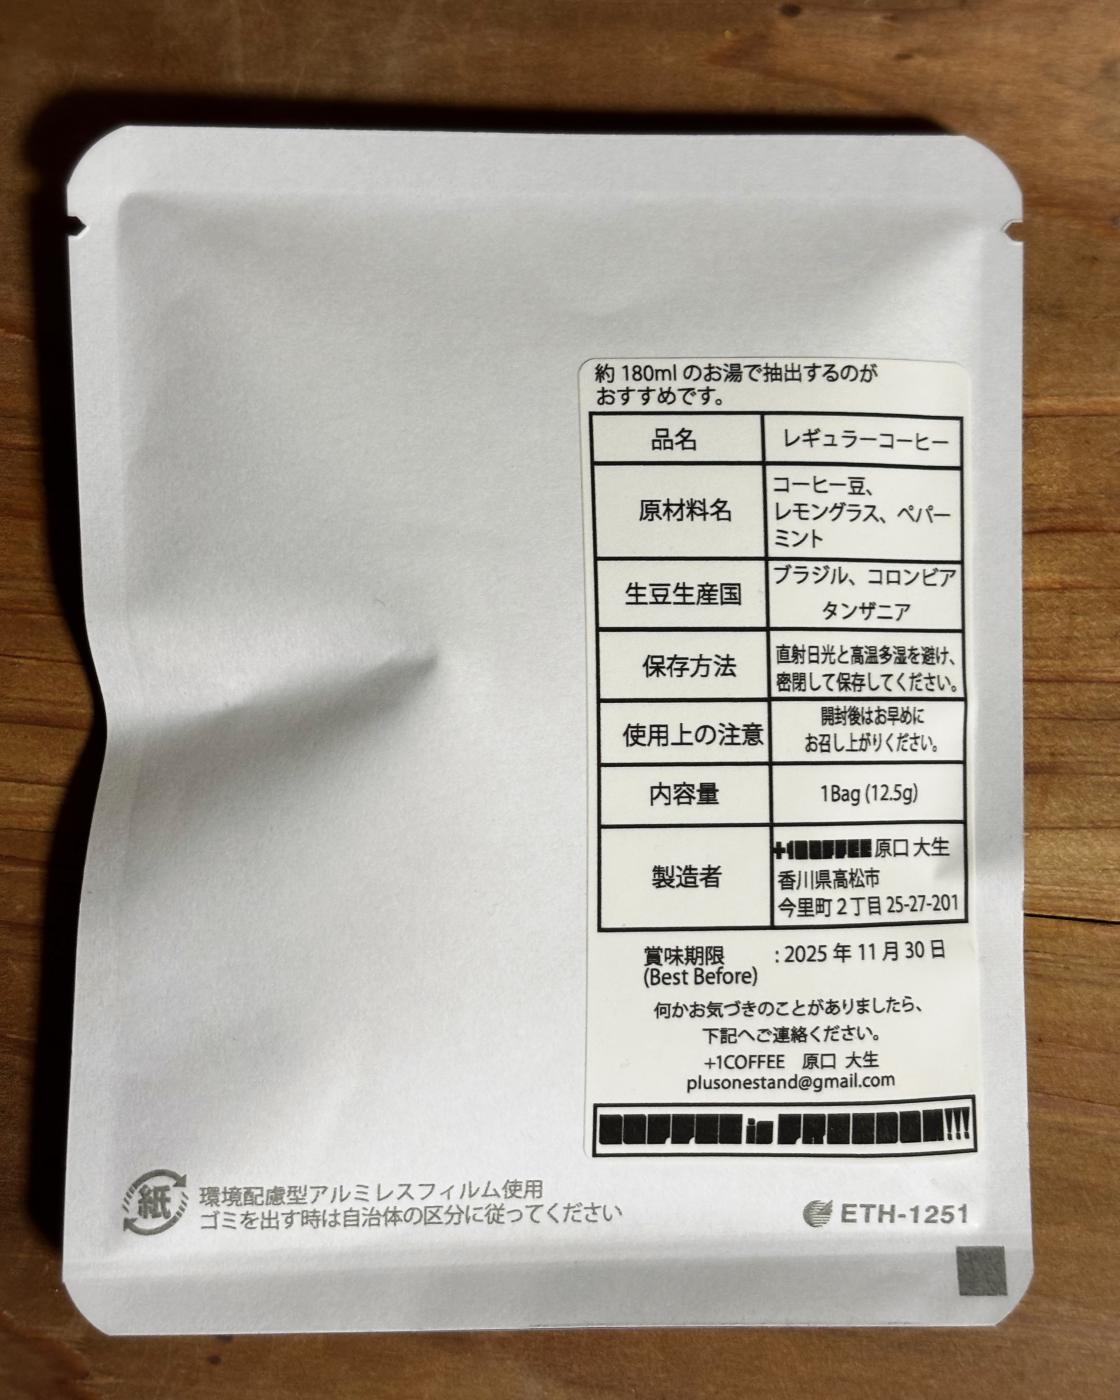 約 180ml のお湯で抽出するのが
おすすめです。
品名
レギュラーコーヒー
原材料名
コーヒー豆、
レモングラス、ペパー
ミント
生豆生産国
ブラジル、コロンビア
タンザニア
保存方法
直射日光と高温多湿を避け、
密閉して保存してください。
使用上の注意
開封後はお早めに
お召し上がりください。
内容量
1Bag (12.5g)
製造者
+1COFFEE 原口 大生
香川県高松市
今里町 2 丁目 25-27-201
賞味期限 : 2025 年 11 月 30 日
(Best Before)
何かお気づきのことがありましたら、
下記へご連絡ください。
+1COFFEE 原口 大生
plusonestand@gmail.com
COFFEE is FREEDOM!!!
紙
環境配慮型アルミレスフィルム使用
ゴミを出す時は自治体の区分に従ってください
ETH-1251